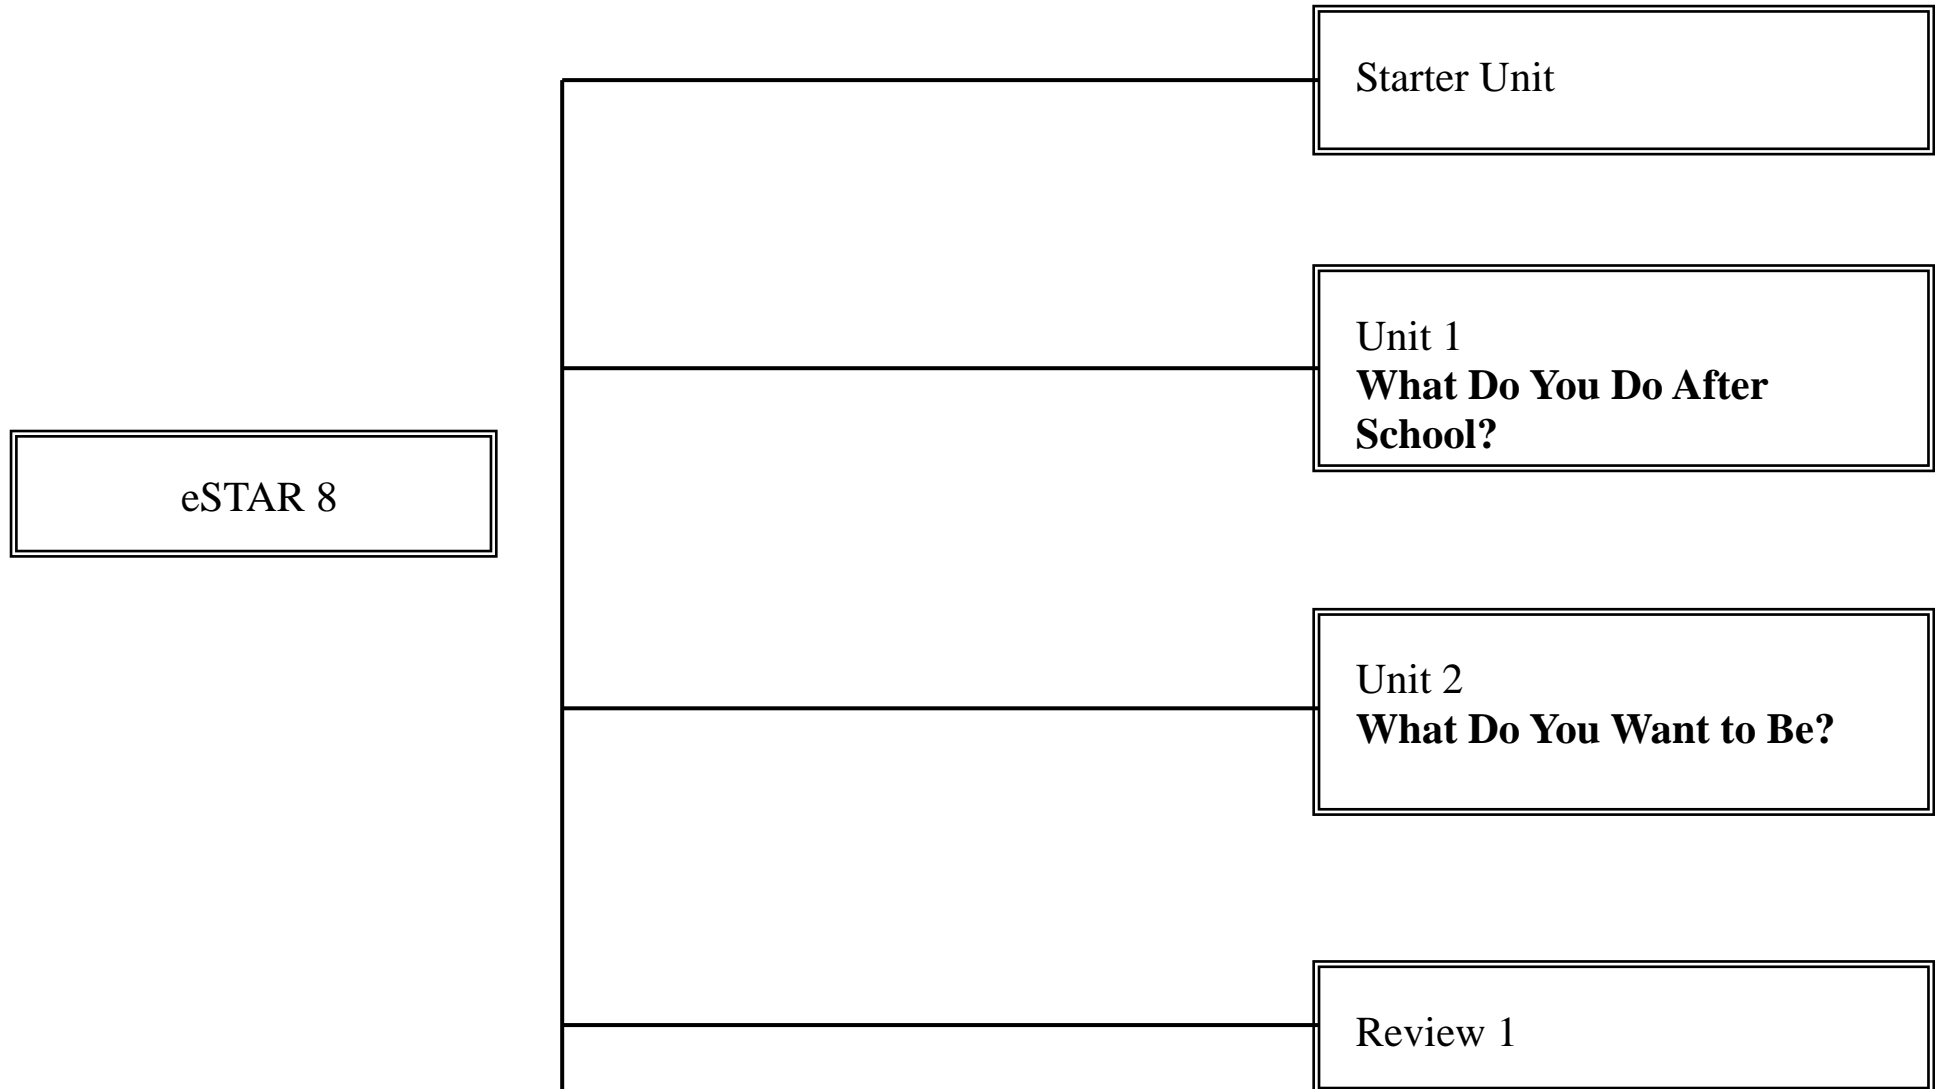 Starter Unit
Unit 1
What Do You Do After
School?
eSTAR 8
Unit 2
What Do You Want to Be?
Review 1